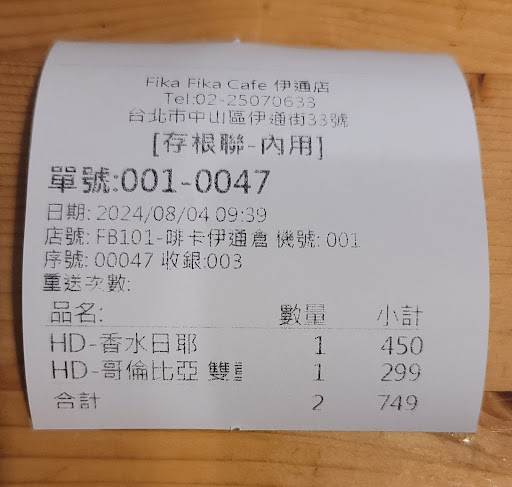 Fika Fika Cafe 伊通店
Tel:02-25070633
台北市中山區伊通街33號
[存根聯-內用]
單號:001-0047
日期: 2024/08/04 09:39
店號: FB101-啡卡伊通倉 機號: 001
序號: 00047 收銀:003
重送次數:
品名: 數量 小計
HD-香水日耶 1 450
HD-哥倫比亞 雙 1 299
合計 2 749